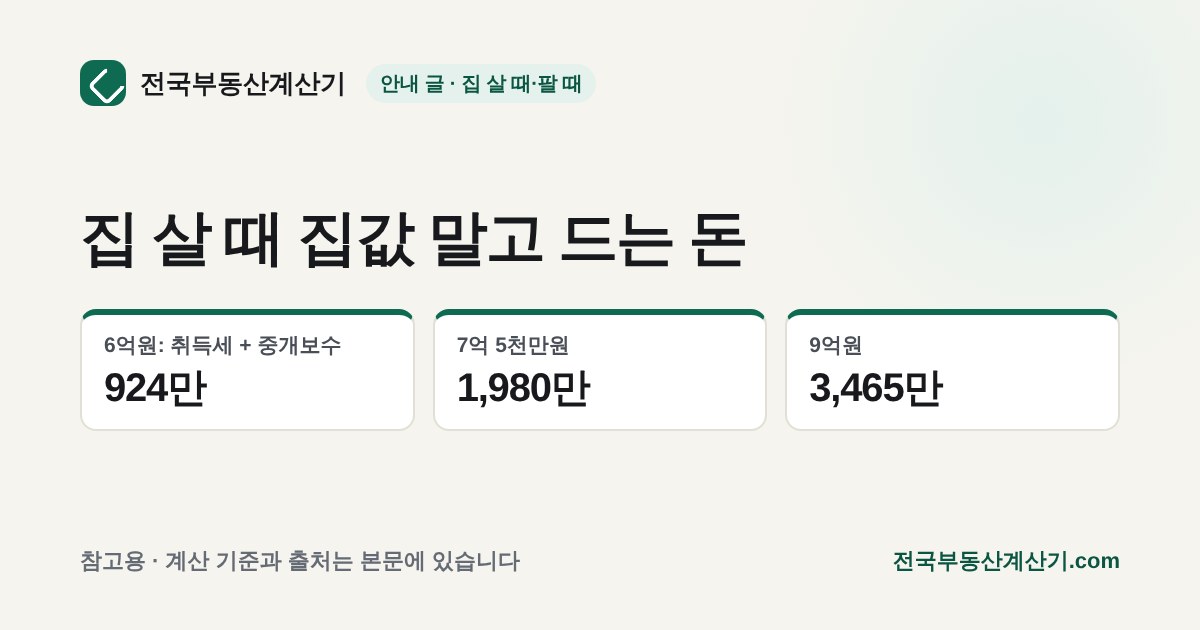 전국부동산계산기
안내 글 · 집 살 때·팔 때
집 살 때 집값 말고 드는 돈
6억원: 취득세 + 중개보수
924만
7억 5천만원
1,980만
9억원
3,465만
참고용 · 계산 기준과 출처는 본문에 있습니다
전국부동산계산기.com